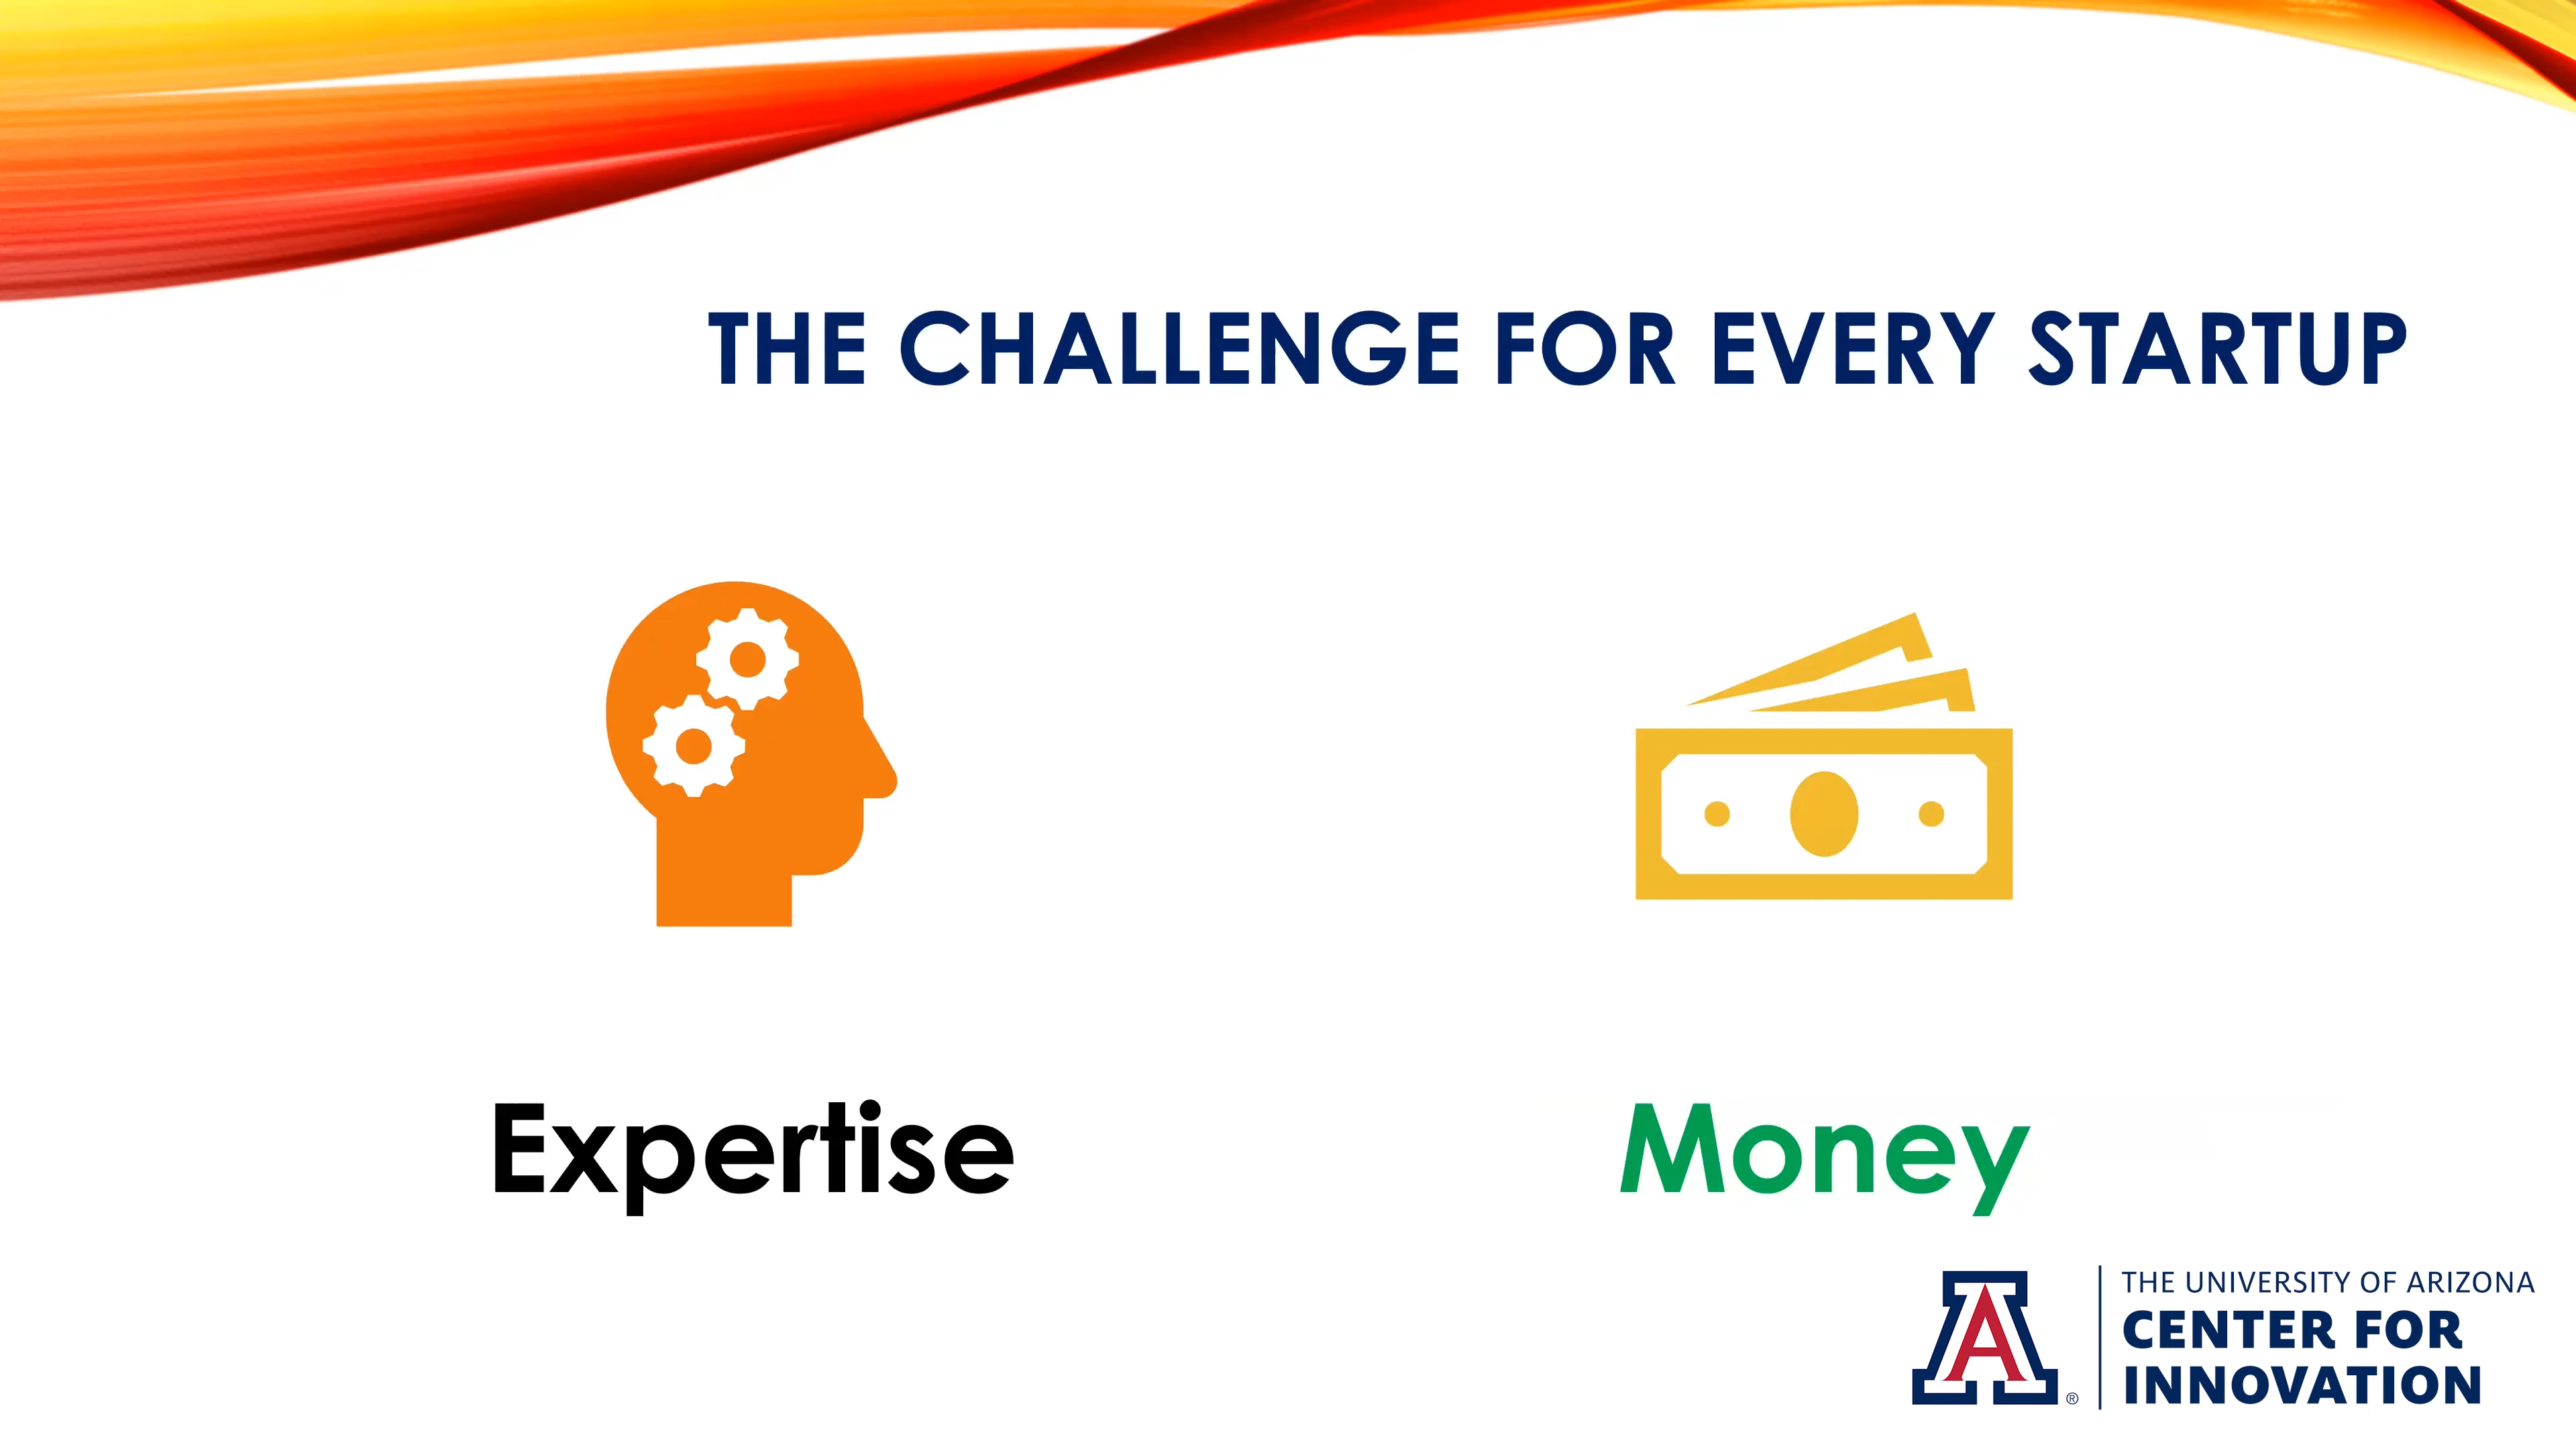 THE CHALLENGE FOR EVERY STARTUP
Expertise
Money
A®
THE UNIVERSITY OF ARIZONA
CENTER FOR
INNOVATION